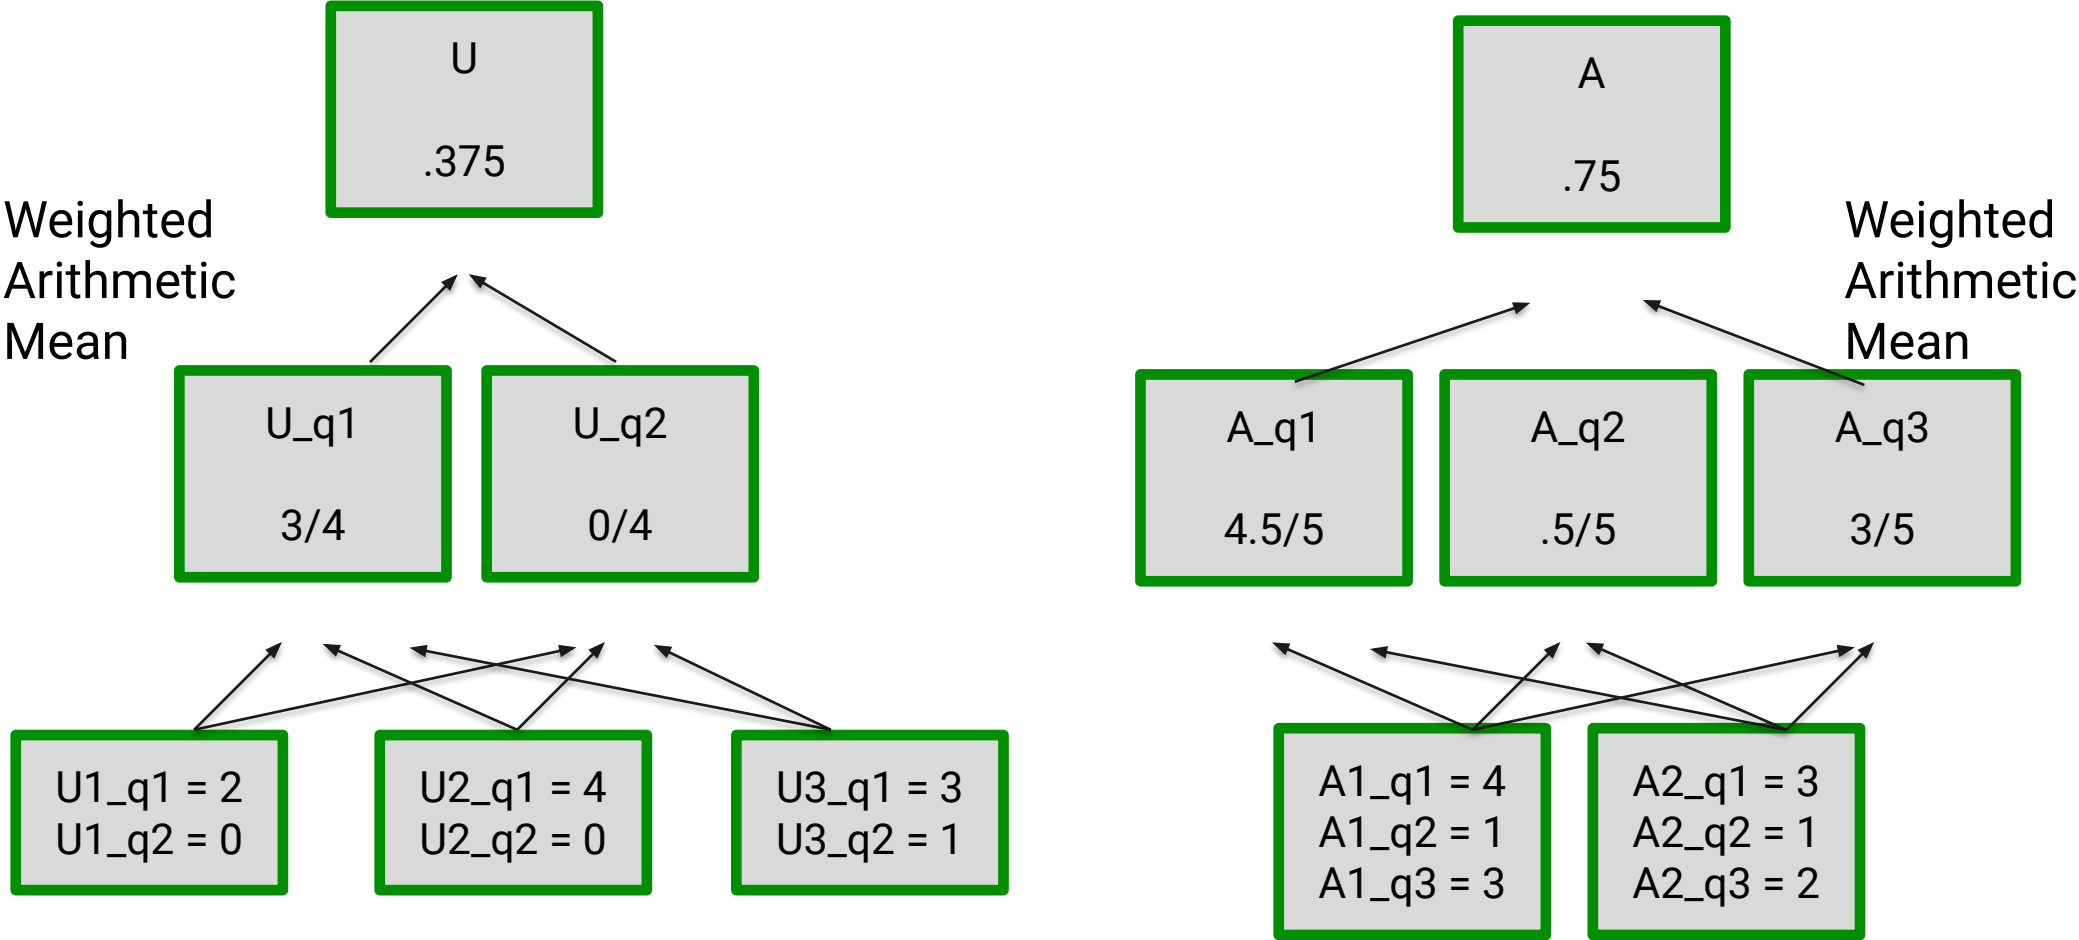 U
.375
A
.75
Weighted
Arithmetic
Mean
Weighted
Arithmetic
Mean
U_q1
3/4
U_q2
0/4
A_q1
4.5/5
A_q2
.5/5
A_q3
3/5
U1_q1 = 2
U1_q2 = 0
U2_q1 = 4
U2_q2 = 0
U3_q1 = 3
U3_q2 = 1
A1_q1 = 4
A1_q2 = 1
A1_q3 = 3
A2_q1 = 3
A2_q2 = 1
A2_q3 = 2